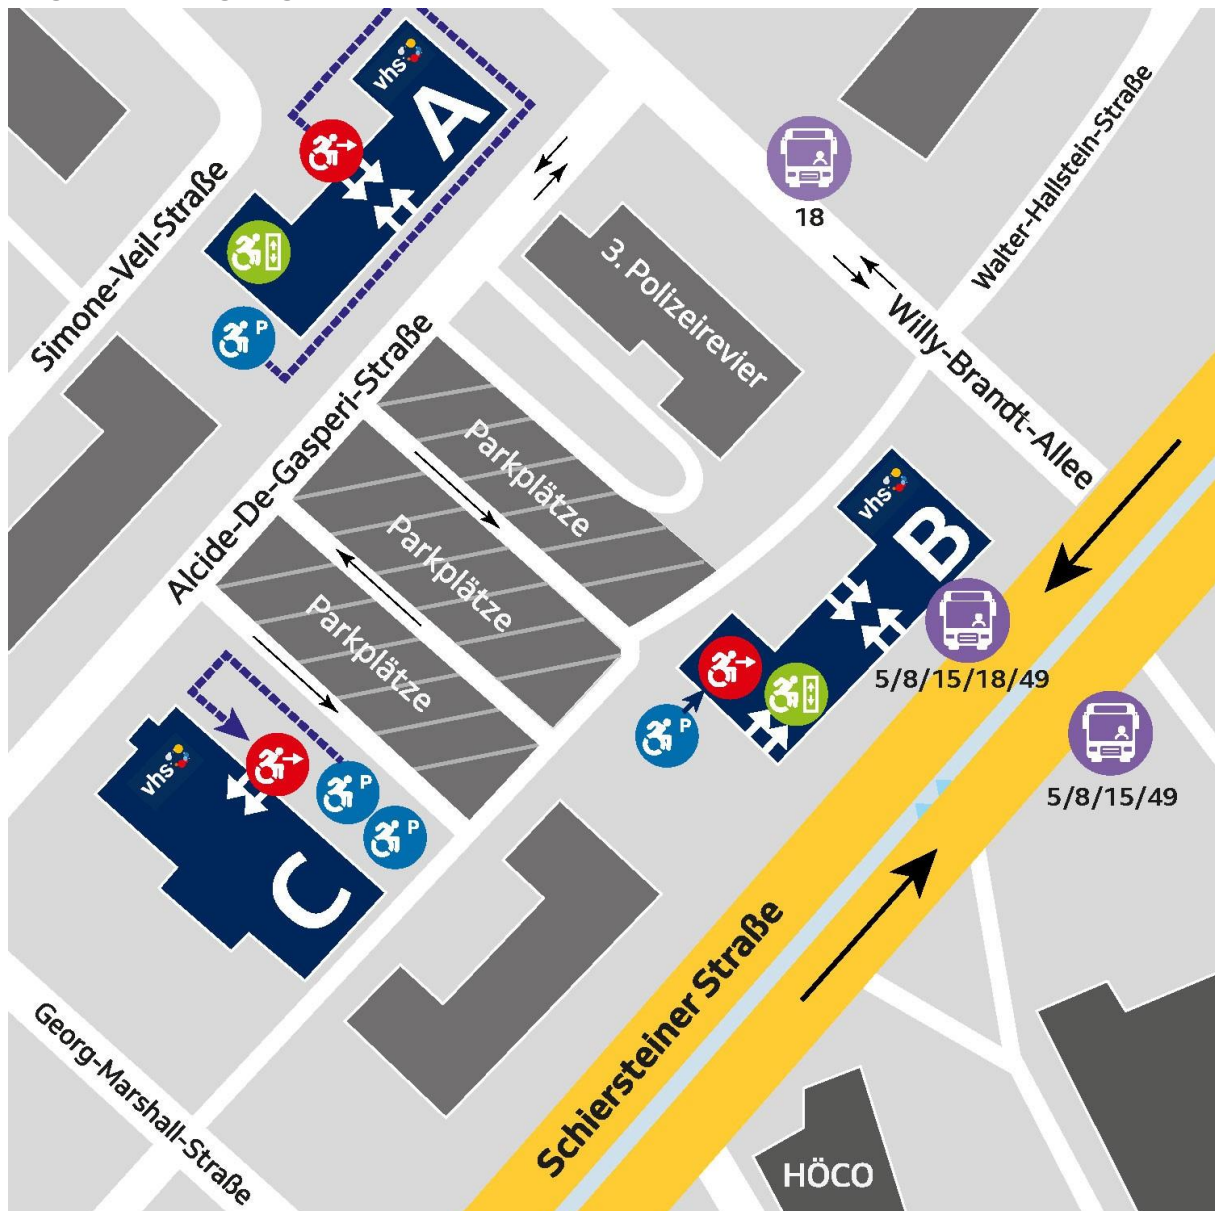 vhs
A
P
Simone-Veil-Straße
18
Walter-Hallstein-Straße
3. Polizeirevier
Willy-Brandt-Allee
Alcide-De-Gasperi-Straße
Parkplätze
Parkplätze
Parkplätze
vhs
B
P
5/8/15/18/49
5/8/15/49
vhs
C
P
P
Schiersteiner Straße
Georg-Marshall-Straße
HÖCO